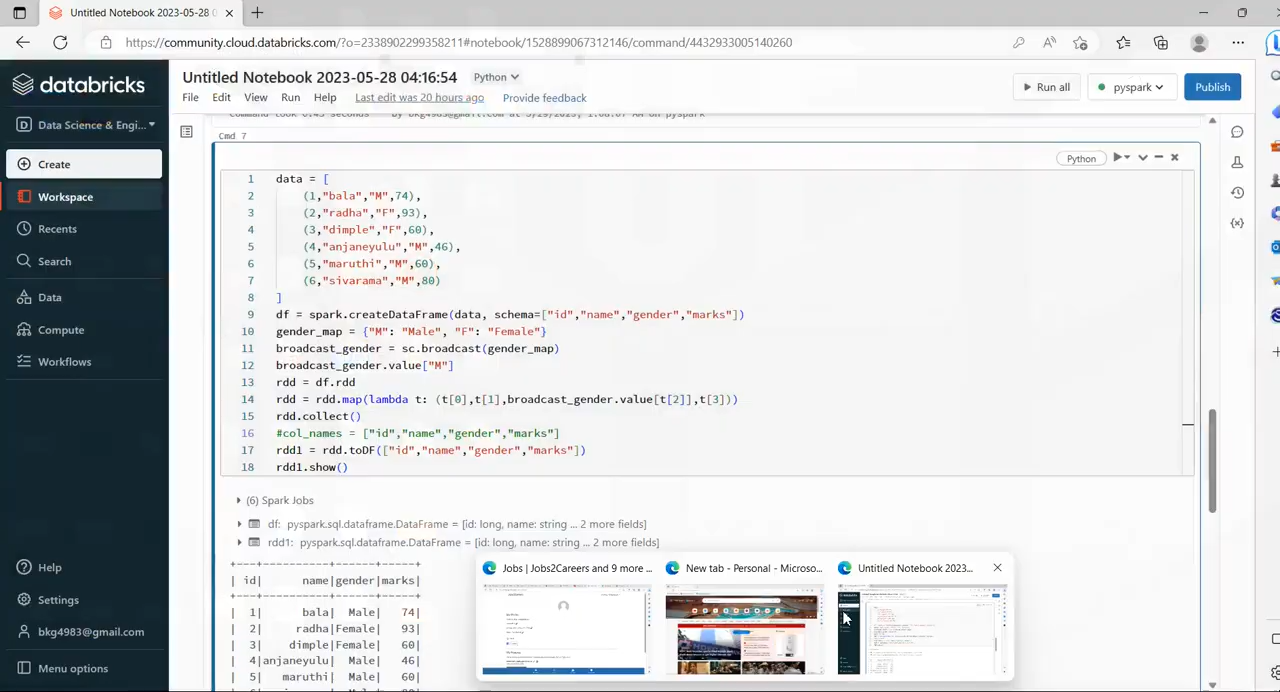 Untitled Notebook 2023-05-28 0
https://community.cloud.databricks.com/?o=2338902299358211#notebook/1528899067312146/command/4432933005140260
databricks
Untitled Notebook 2023-05-28 04:16:54
Python
File
Edit
View
Run
Help
Last edit was 20 hours ago
Provide feedback
Run all
pyspark
Publish
Data Science & Engi...
Create
Workspace
Recents
Search
Data
Compute
Workflows
Help
Settings
bkg4983@gmail.com
Menu options
Cmd 7
Python
1 data = [
2 (1,"bala","M",74),
3 (2,"radha","F",93),
4 (3,"dimple","F",60),
5 (4,"anjaneyulu","M",46),
6 (5,"maruthi","M",60),
7 (6,"sivarama","M",80)
8 ]
9 df = spark.createDataFrame(data, schema=["id","name","gender","marks"])
10 gender_map = {"M": "Male", "F": "Female"}
11 broadcast_gender = sc.broadcast(gender_map)
12 broadcast_gender.value["M"]
13 rdd = df.rdd
14 rdd = rdd.map(lambda t: (t[0],t[1],broadcast_gender.value[t[2]],t[3]))
15 rdd.collect()
16 #col_names = ["id","name","gender","marks"]
17 rdd1 = rdd.toDF(["id","name","gender","marks"])
18 rdd1.show()
(6) Spark Jobs
df: pyspark.sql.dataframe.DataFrame = [id: long, name: string ... 2 more fields]
rdd1: pyspark.sql.dataframe.DataFrame = [id: long, name: string ... 2 more fields]
+---+----------+------+-----+
| id| name|gender|marks|
+---+----------+------+-----+
| 1| bala| Male| 74|
| 2| radha|Female| 93|
| 3| dimple|Female| 60|
| 4|anjaneyulu| Male| 46|
| 5| maruthi| Male| 60|
Jobs | Jobs2Careers and 9 more ...
New tab - Personal - Microso...
Untitled Notebook 2023...